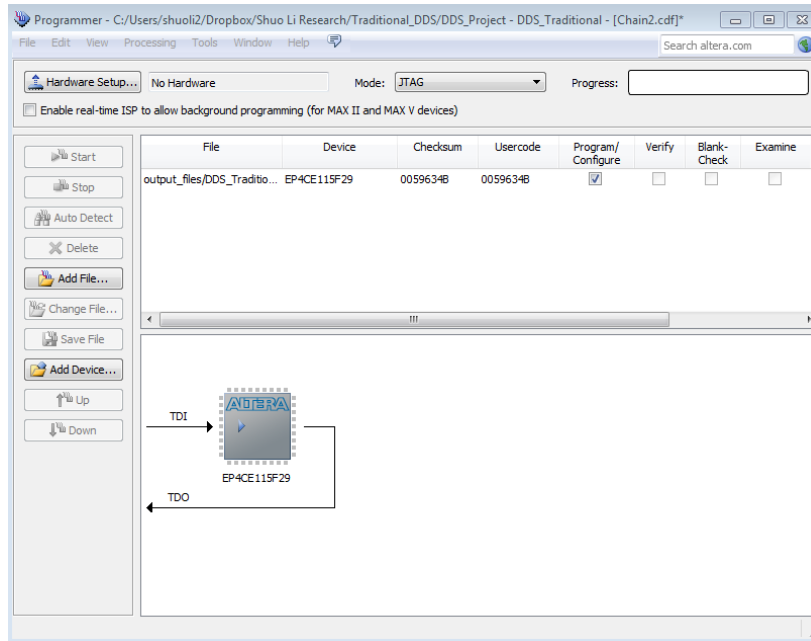 Programmer - C:/Users/shuoli2/Dropbox/Shuo Li Research/Traditional_DDS/DDS_Project - DDS_Traditional - [Chain2.cdf]*
File Edit View Processing Tools Window Help
Search altera.com
Hardware Setup... No Hardware Mode: JTAG Progress:
Enable real-time ISP to allow background programming (for MAX II and MAX V devices)
Start
Stop
Auto Detect
Delete
Add File...
Change File...
Save File
Add Device...
Up
Down
File Device Checksum Usercode Program/ Verify Blank- Examine
Configure Check
output_files/DDS_Traditio... EP4CE115F29 0059634B 0059634B
ALTERA
TDI
EP4CE115F29
TDO